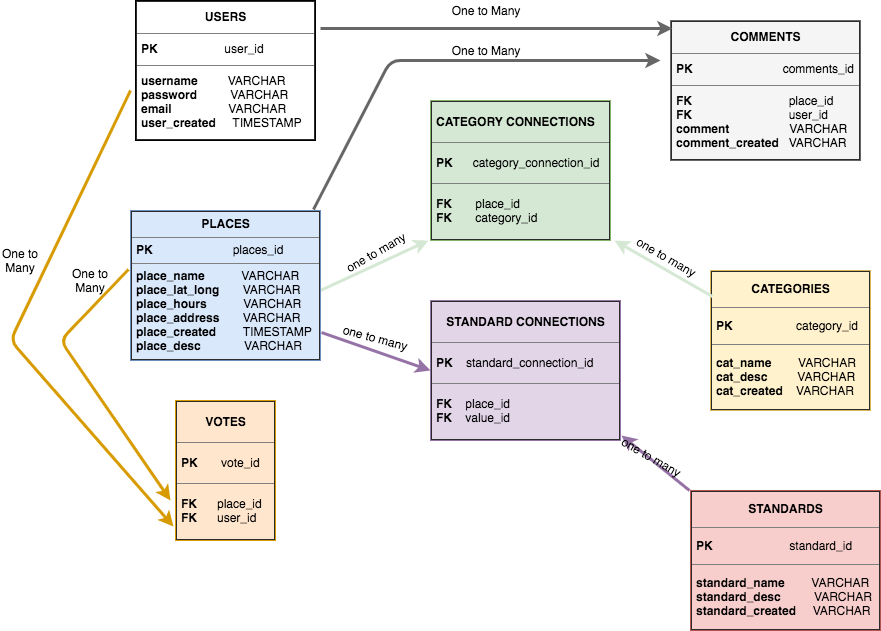 USERS
PK user_id
username VARCHAR
password VARCHAR
email VARCHAR
user_created TIMESTAMP
One to Many
One to Many
COMMENTS
PK comments_id
FK place_id
FK user_id
comment VARCHAR
comment_created VARCHAR
CATEGORY CONNECTIONS
PK category_connection_id
FK place_id
FK category_id
PLACES
PK places_id
place_name VARCHAR
place_lat_long VARCHAR
place_hours VARCHAR
place_address VARCHAR
place_created TIMESTAMP
place_desc VARCHAR
One to
Many
One to
Many
one to many
one to many
one to many
CATEGORIES
PK category_id
cat_name VARCHAR
cat_desc VARCHAR
cat_created VARCHAR
STANDARD CONNECTIONS
PK standard_connection_id
FK place_id
FK value_id
VOTES
PK vote_id
FK place_id
FK user_id
one to many
STANDARDS
PK standard_id
standard_name VARCHAR
standard_desc VARCHAR
standard_created VARCHAR